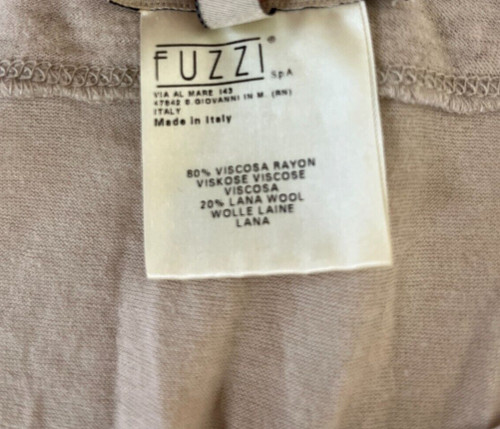 FUZZI® SpA
VIA AL MARE 143
47842 S.GIOVANNI IN M. (RN)
ITALY
Made in Italy
80% VISCOSA RAYON
VISKOSE VISCOSE
VISCOSA
20% LANA WOOL
WOLLE LAINE
LANA